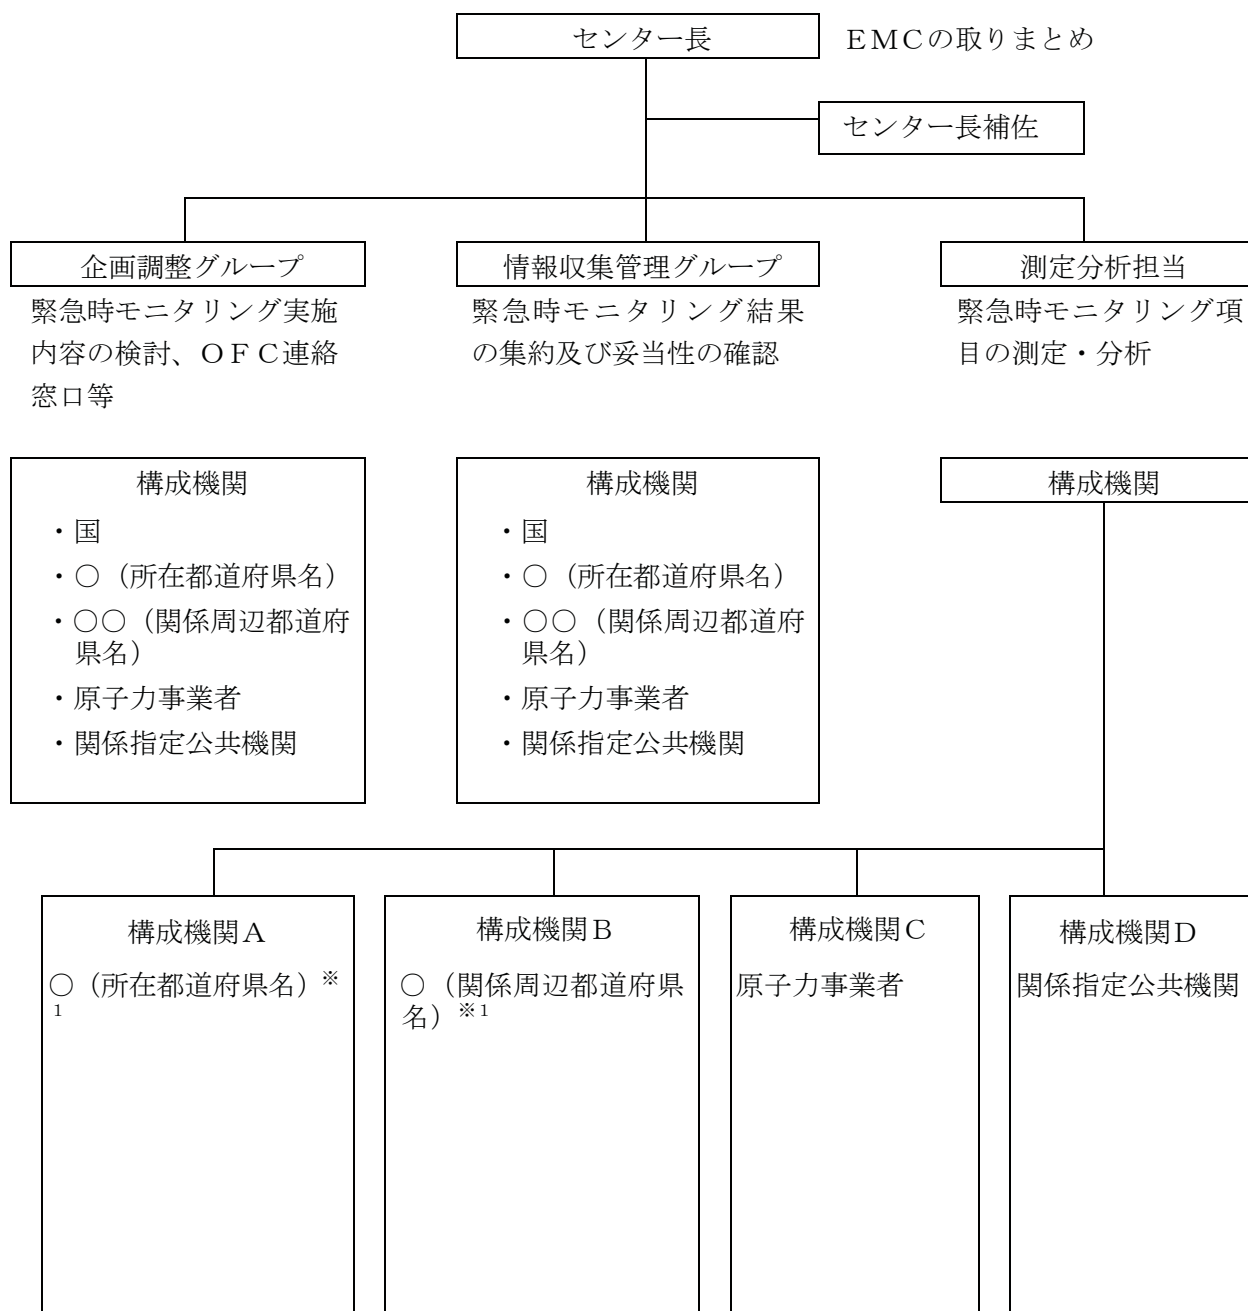 センター長
ＥＭＣの取りまとめ
センター長補佐
企画調整グループ
緊急時モニタリング実施
内容の検討、ＯＦＣ連絡
窓口等
情報収集管理グループ
緊急時モニタリング結果
の集約及び妥当性の確認
測定分析担当
緊急時モニタリング項
目の測定・分析
構成機関
・国
・○（所在都道府県名）
・○○（関係周辺都道府
県名）
・原子力事業者
・関係指定公共機関
構成機関
・国
・○（所在都道府県名）
・○○（関係周辺都道府
県名）
・原子力事業者
・関係指定公共機関
構成機関
構成機関Ａ
○（所在都道府県名）※
1
構成機関Ｂ
○（関係周辺都道府県
名）※1
構成機関Ｃ
原子力事業者
構成機関Ｄ
関係指定公共機関